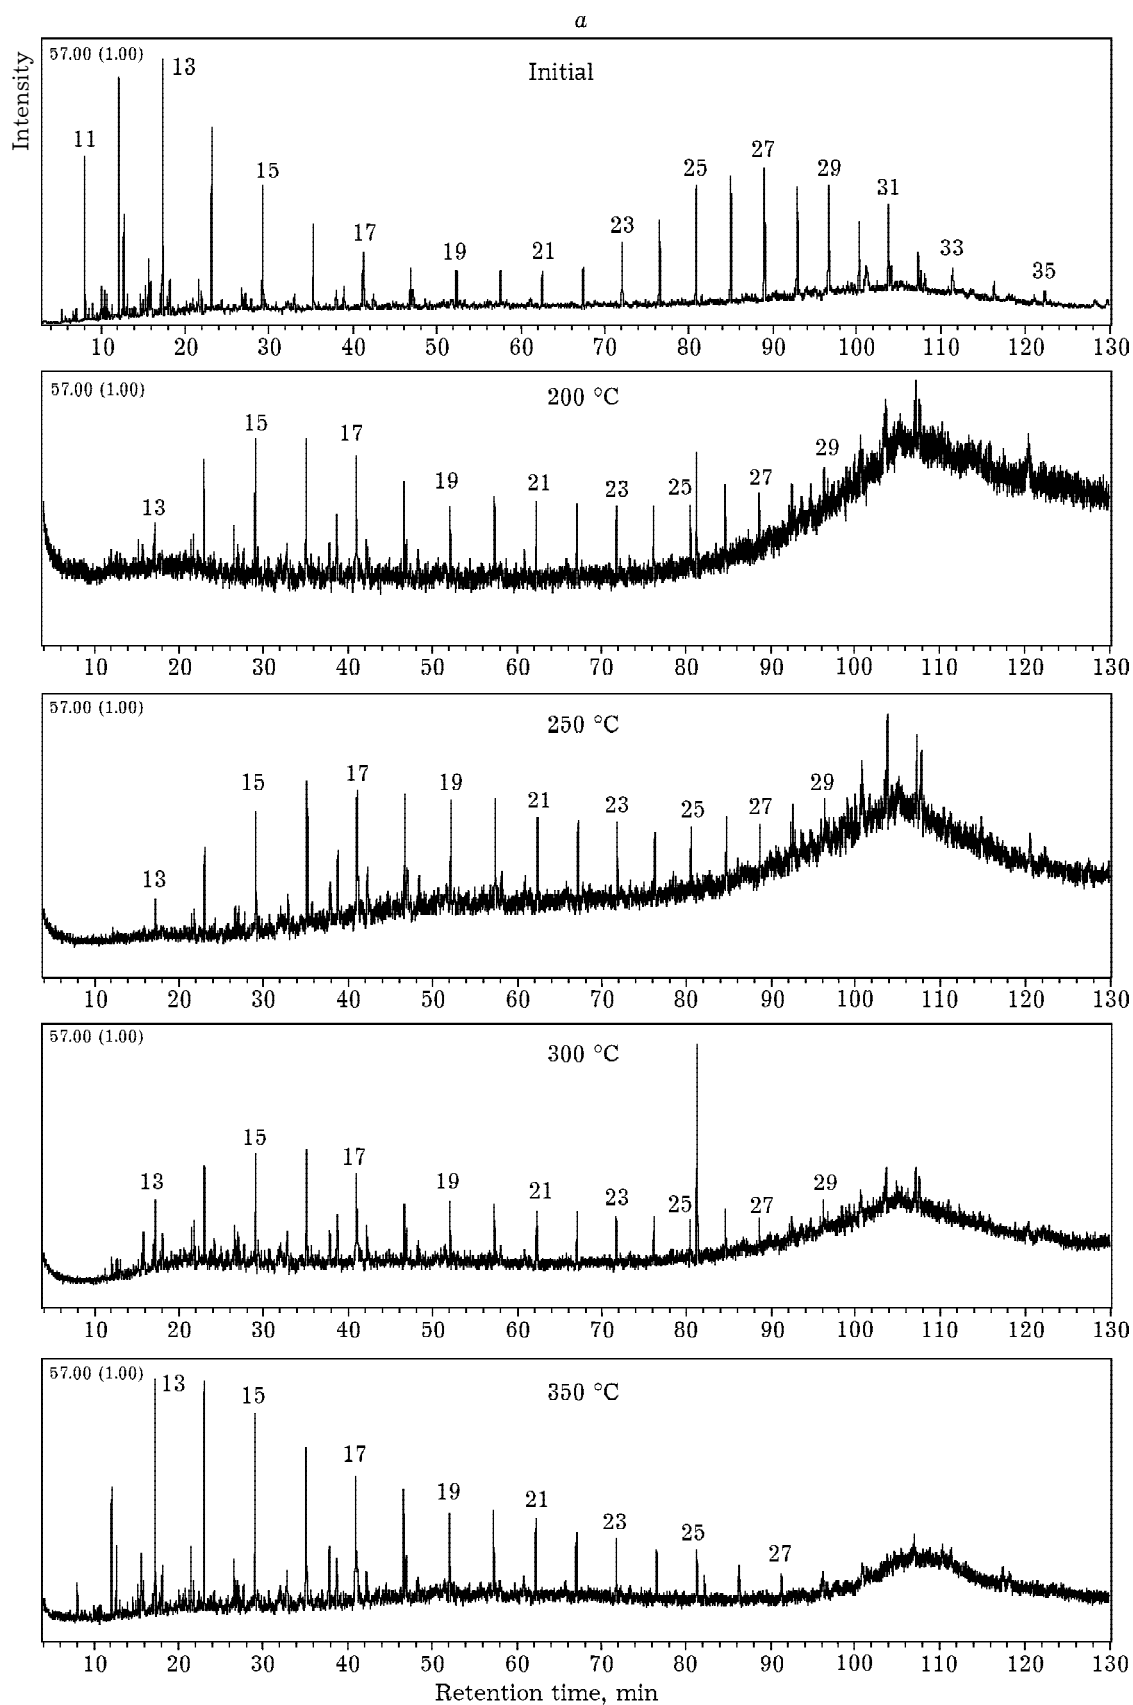 a
57.00 (1.00)
Initial
Intensity
11 13 15 17 19 21 23 25 27 29 31 33 35
10 20 30 40 50 60 70 80 90 100 110 120 130
57.00 (1.00)
200 °C
13 15 17 19 21 23 25 27 29
10 20 30 40 50 60 70 80 90 100 110 120 130
57.00 (1.00)
250 °C
13 15 17 19 21 23 25 27 29
10 20 30 40 50 60 70 80 90 100 110 120 130
57.00 (1.00)
300 °C
13 15 17 19 21 23 25 27 29
10 20 30 40 50 60 70 80 90 100 110 120 130
57.00 (1.00)
350 °C
13 15 17 19 21 23 25 27
10 20 30 40 50 60 70 80 90 100 110 120 130
Retention time, min